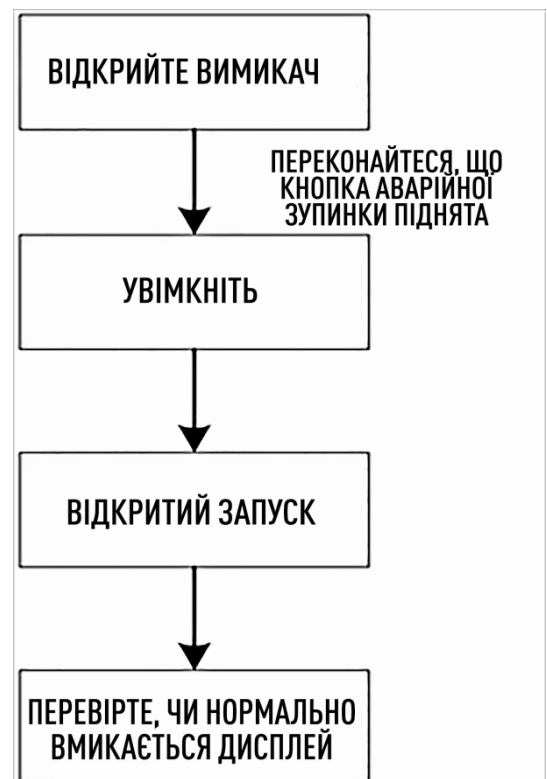 ВІДКРИЙТЕ ВИМИКАЧ
ПЕРЕКОНАЙТЕСЯ, ЩО
КНОПКА АВАРІЙНОЇ
ЗУПИНКИ ПІДНЯТА
УВІМКНІТЬ
ВІДКРИТИЙ ЗАПУСК
ПЕРЕВІРТЕ, ЧИ НОРМАЛЬНО
ВМИКАЄТЬСЯ ДИСПЛЕЙ